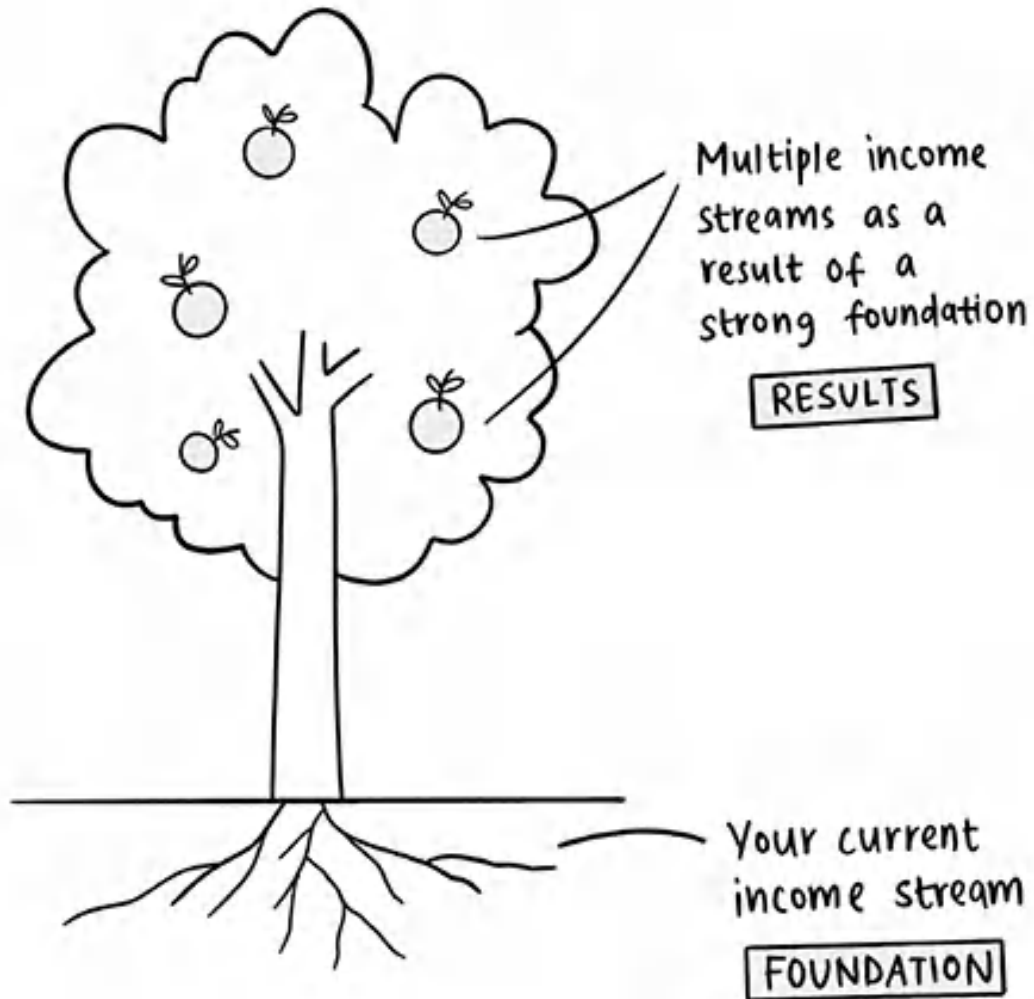 Multiple income
streams as a
result of a
strong foundation
RESULTS
Your current
income stream
FOUNDATION